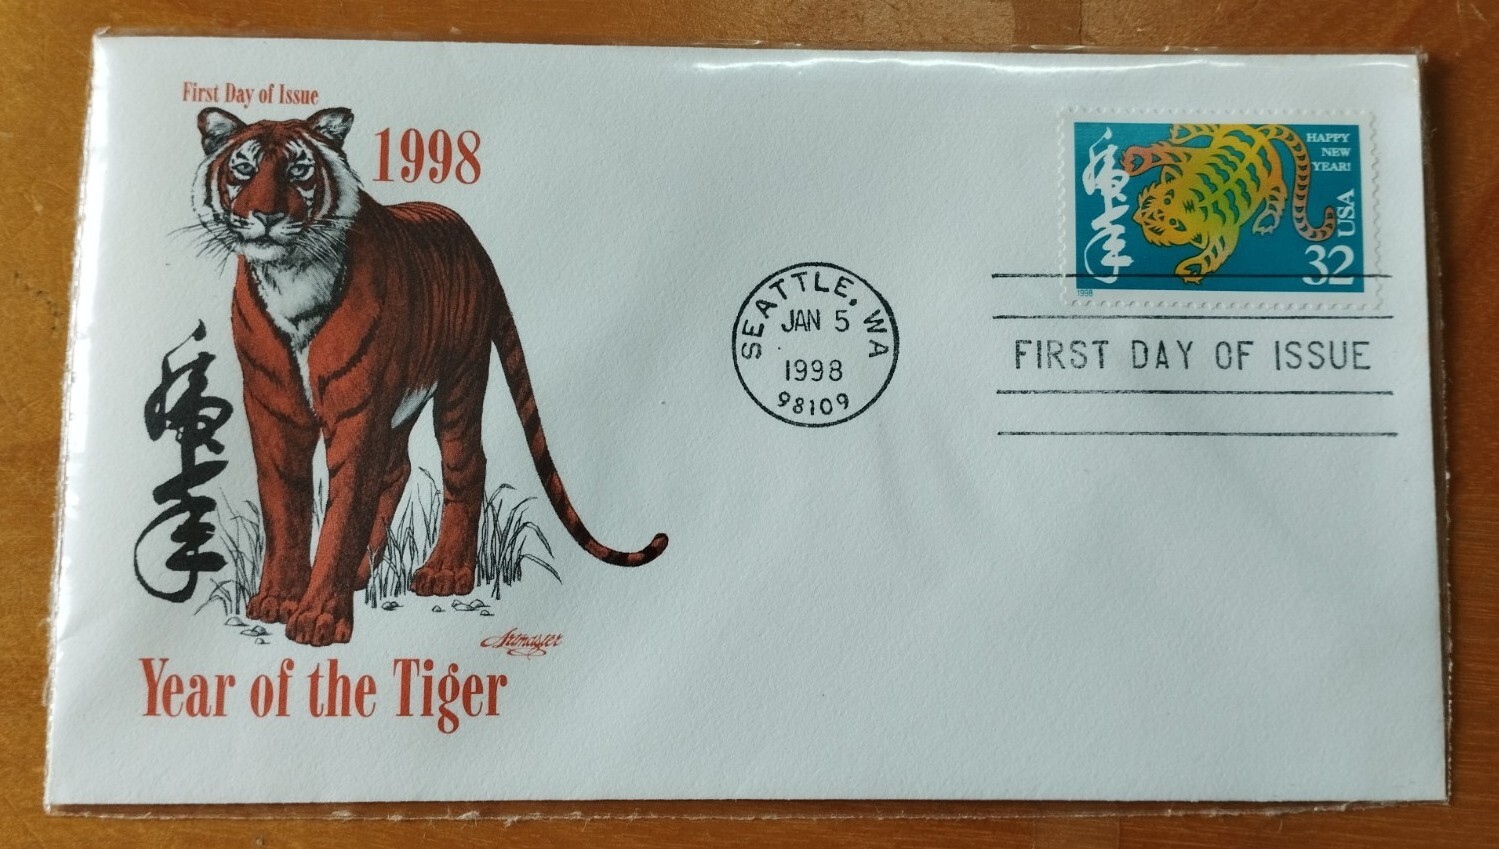 First Day of Issue
1998
虎
年
Year of the Tiger
Artmaster
SEATTLE, WA
JAN 5
1998
98109
虎
年
HAPPY
NEW
YEAR!
USA
32
1998
FIRST DAY OF ISSUE